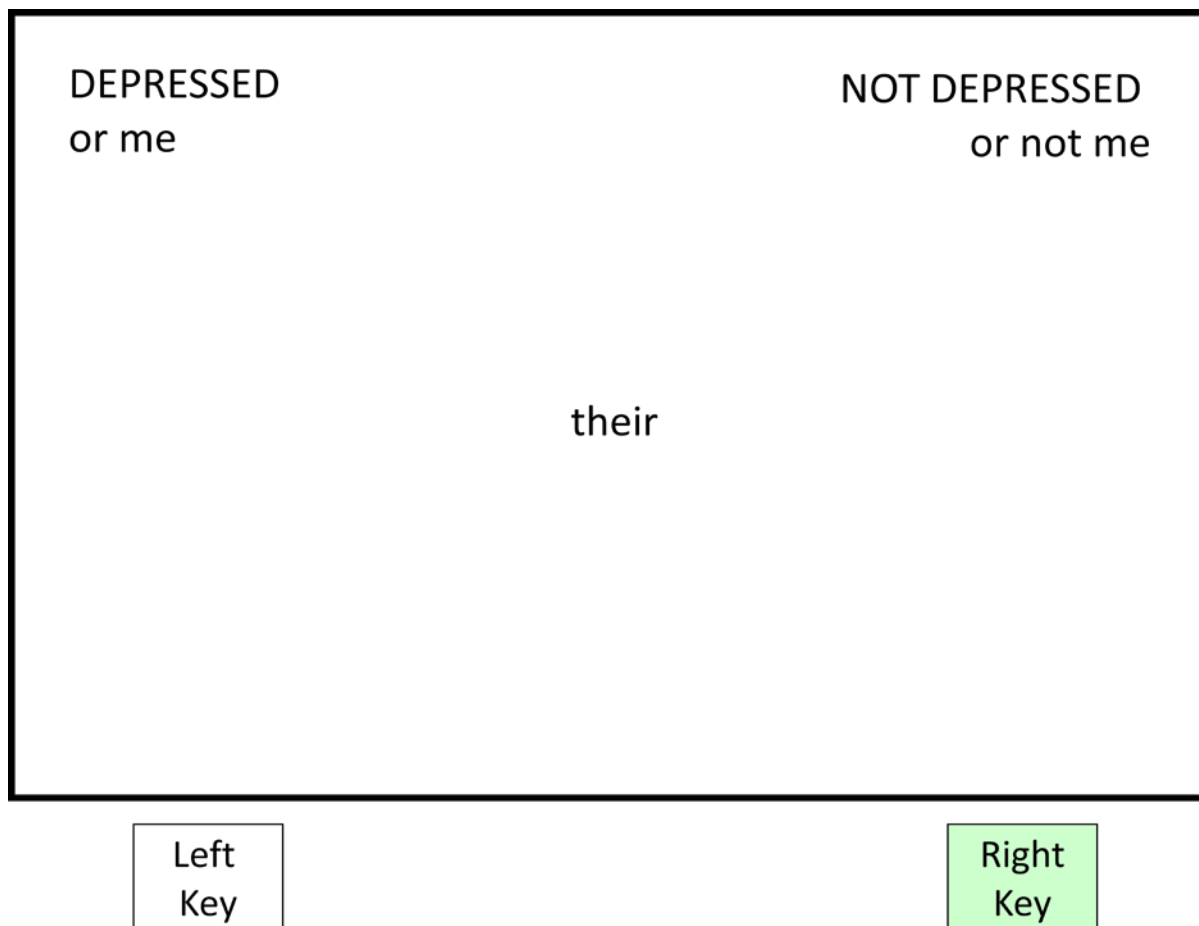 DEPRESSED
or me
NOT DEPRESSED
or not me
their
Left
Key
Right
Key